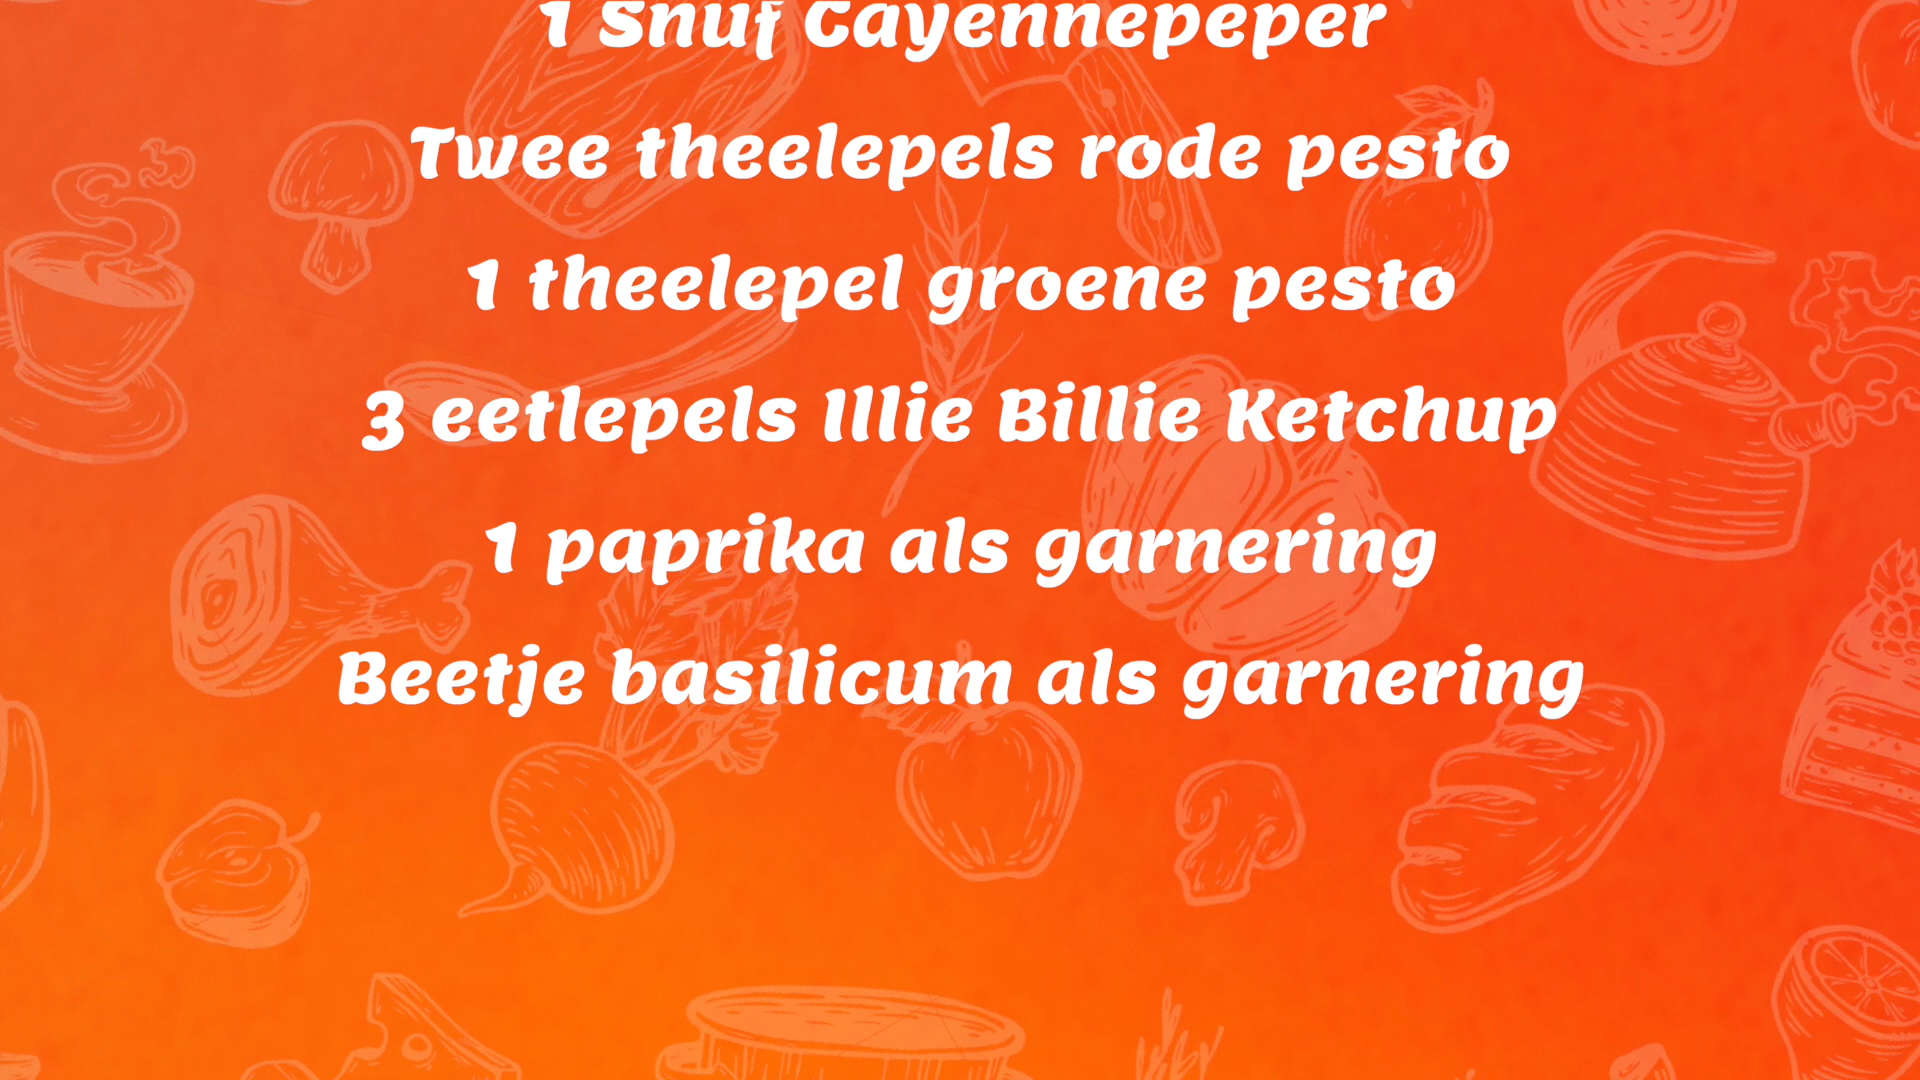 1 Snuf Cayennepeper
Twee theelepels rode pesto
1 theelepel groene pesto
3 eetlepels Illie Billie Ketchup
1 paprika als garnering
Beetje basilicum als garnering